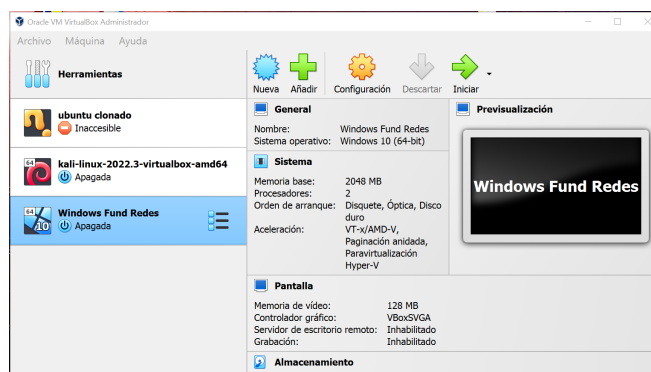 Oracle VM VirtualBox Administrador
Archivo Máquina Ayuda
Herramientas
ubuntu clonado
Inaccesible
64
kali-linux-2022.3-virtualbox-amd64
Apagada
64
10
Windows Fund Redes
Apagada
Nueva Añadir Configuración Descartar Iniciar
General
Nombre: Windows Fund Redes
Sistema operativo: Windows 10 (64-bit)
Sistema
Memoria base: 2048 MB
Procesadores: 2
Orden de arranque: Disquete, Óptica, Disco
duro
Aceleración: VT-x/AMD-V,
Paginación anidada,
Paravirtualización
Hyper-V
Previsualización
Windows Fund Redes
Pantalla
Memoria de vídeo: 128 MB
Controlador gráfico: VBoxSVGA
Servidor de escritorio remoto: Inhabilitado
Grabación: Inhabilitado
Almacenamiento